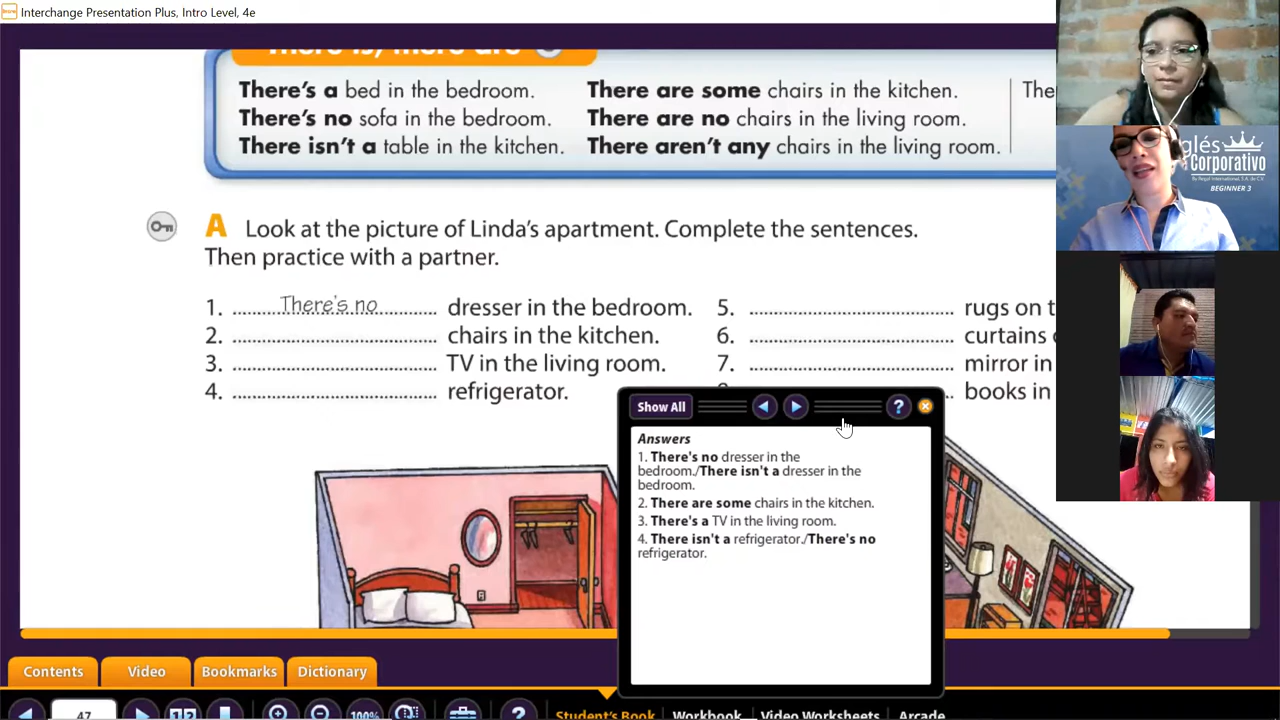 Interchange Presentation Plus, Intro Level, 4e
There is, there are
There's a bed in the bedroom.
There's no sofa in the bedroom.
There isn't a table in the kitchen.
There are some chairs in the kitchen.
There are no chairs in the living room.
There aren't any chairs in the living room.
The
A Look at the picture of Linda's apartment. Complete the sentences.
Then practice with a partner.
1. There's no dresser in the bedroom.
2. chairs in the kitchen.
3. TV in the living room.
4. refrigerator.
5. rugs on t
6. curtains
7. mirror in
books in
Show All
?
Answers
1. There's no dresser in the
bedroom./There isn't a dresser in the
bedroom.
2. There are some chairs in the kitchen.
3. There's a TV in the living room.
4. There isn't a refrigerator./There's no
refrigerator.
glés
Corporativo
BEGINNER 3
Contents
Video
Bookmarks
Dictionary
47
1 2
100%
?
Student's Book
Workbook
Video Worksheets
Arcade